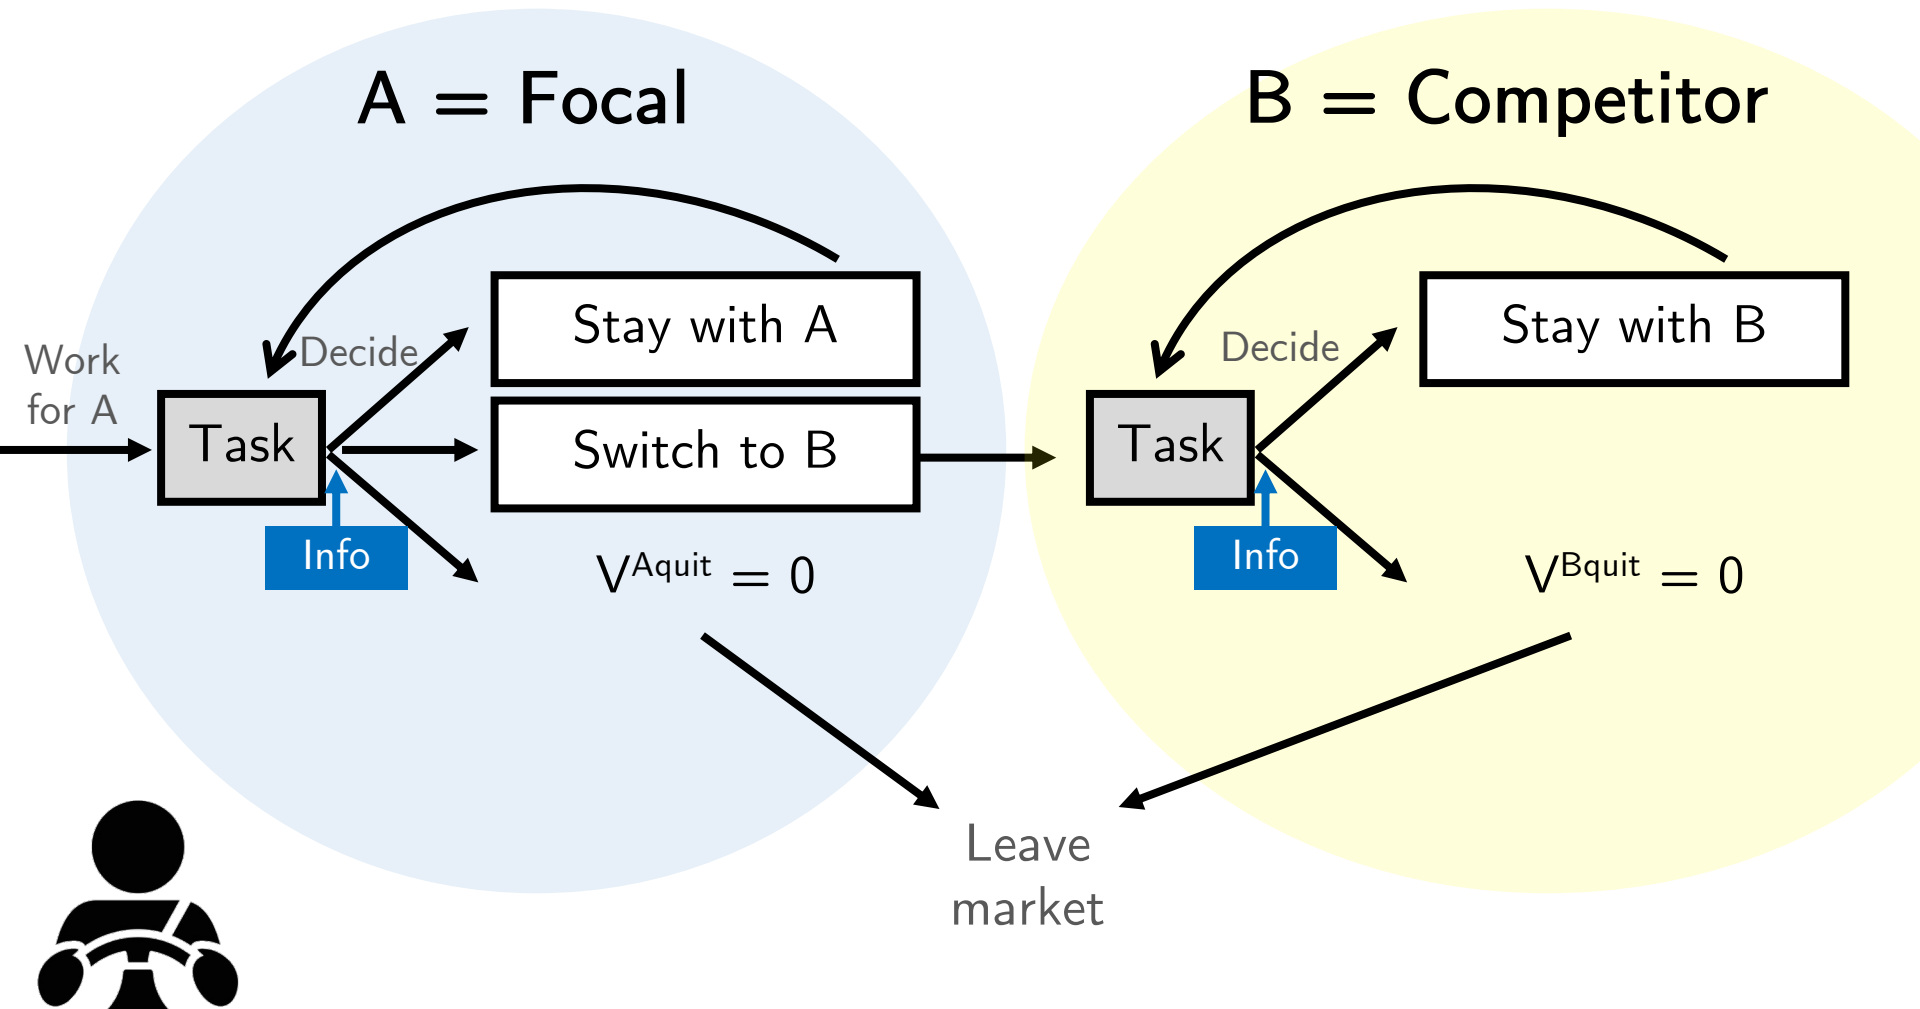 A = Focal
B = Competitor
Work
for A
Decide
Stay with A
Task
Switch to B
Info
V^Aquit = 0
Decide
Stay with B
Task
Info
V^Bquit = 0
Leave
market